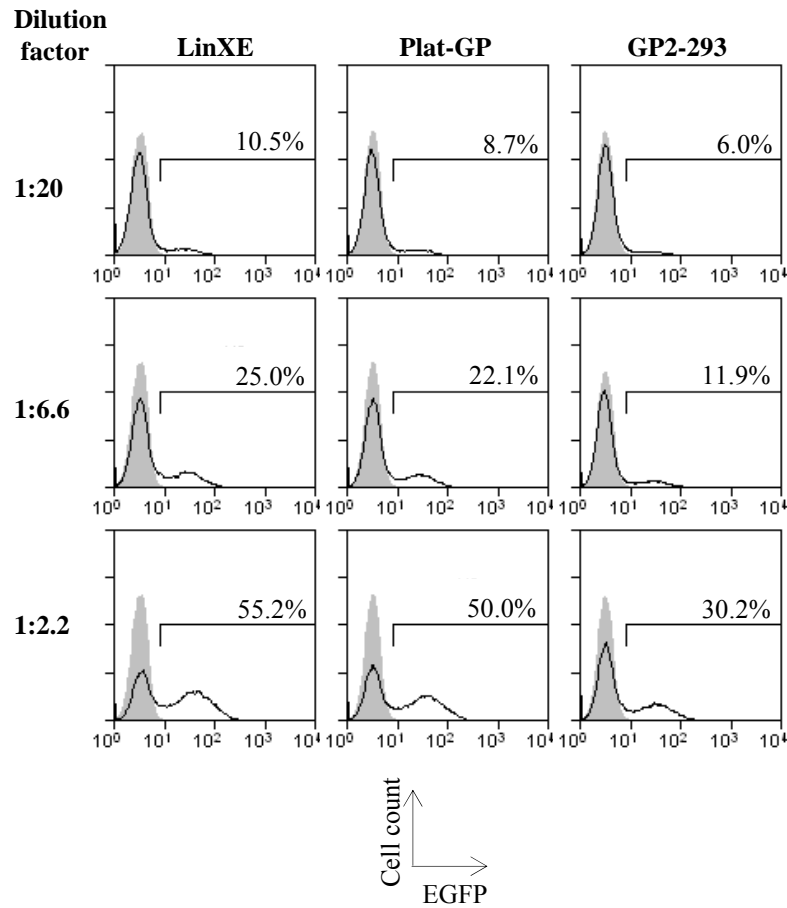 Dilution
factor
LinXE Plat-GP GP2-293
1:20
10.5% 8.7% 6.0%
10⁰ 10¹ 10² 10³ 10⁴ 10⁰ 10¹ 10² 10³ 10⁴ 10⁰ 10¹ 10² 10³ 10⁴
1:6.6
25.0% 22.1% 11.9%
10⁰ 10¹ 10² 10³ 10⁴ 10⁰ 10¹ 10² 10³ 10⁴ 10⁰ 10¹ 10² 10³ 10⁴
1:2.2
55.2% 50.0% 30.2%
10⁰ 10¹ 10² 10³ 10⁴ 10⁰ 10¹ 10² 10³ 10⁴ 10⁰ 10¹ 10² 10³ 10⁴
Cell count
EGFP